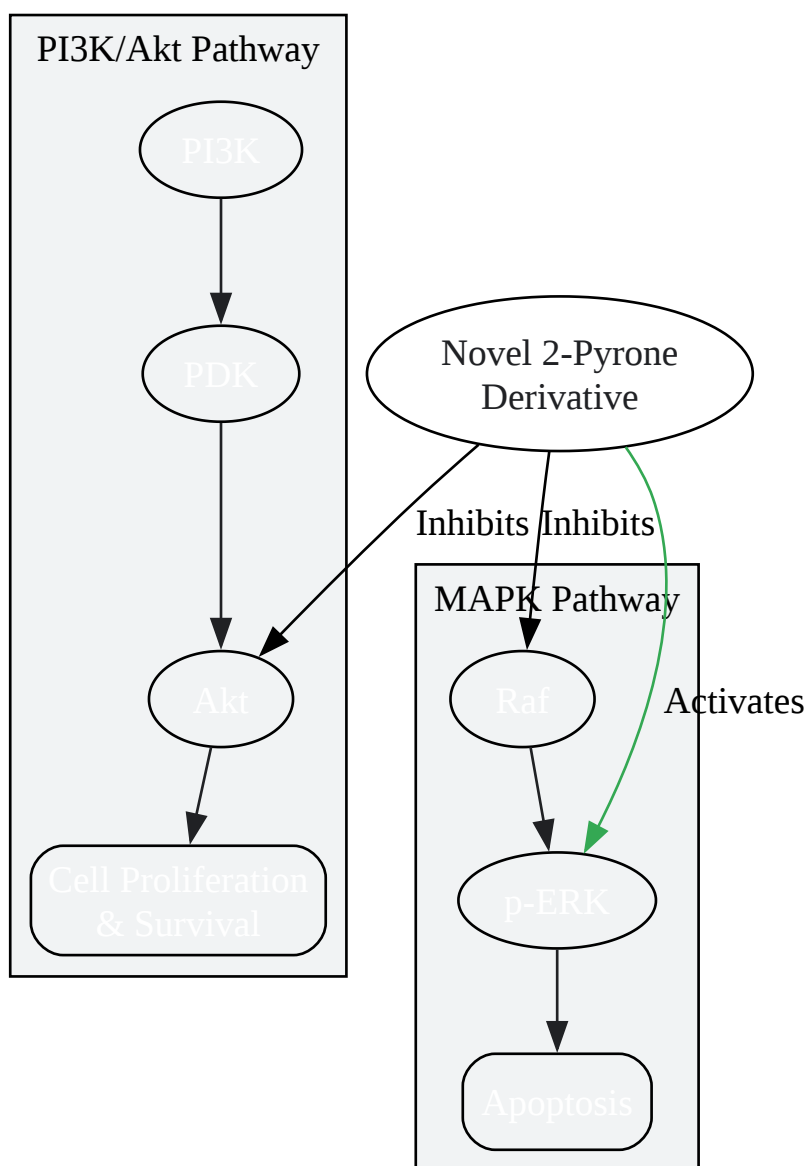 PI3K/Akt Pathway
PI3K
PDK
Novel 2-Pyrone
Derivative
Inhibits
Inhibits
MAPK Pathway
Akt
Raf
Activates
Cell Proliferation
& Survival
p-ERK
Apoptosis